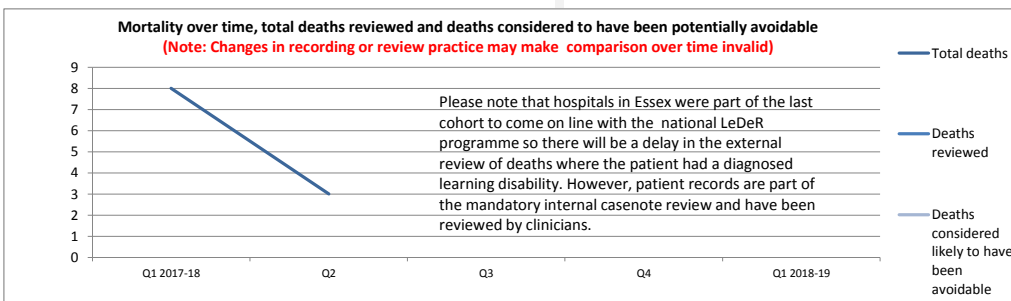 Mortality over time, total deaths reviewed and deaths considered to have been potentially avoidable
(Note: Changes in recording or review practice may make comparison over time invalid)
9
8
7
6
5
4
3
2
1
0
Please note that hospitals in Essex were part of the last
cohort to come on line with the national LeDeR
programme so there will be a delay in the external
review of deaths where the patient had a diagnosed
learning disability. However, patient records are part of
the mandatory internal casenote review and have been
reviewed by clinicians.
Q1 2017-18
Q2
Q3
Q4
Q1 2018-19
Total deaths
Deaths
reviewed
Deaths
considered
likely to have
been
avoidable